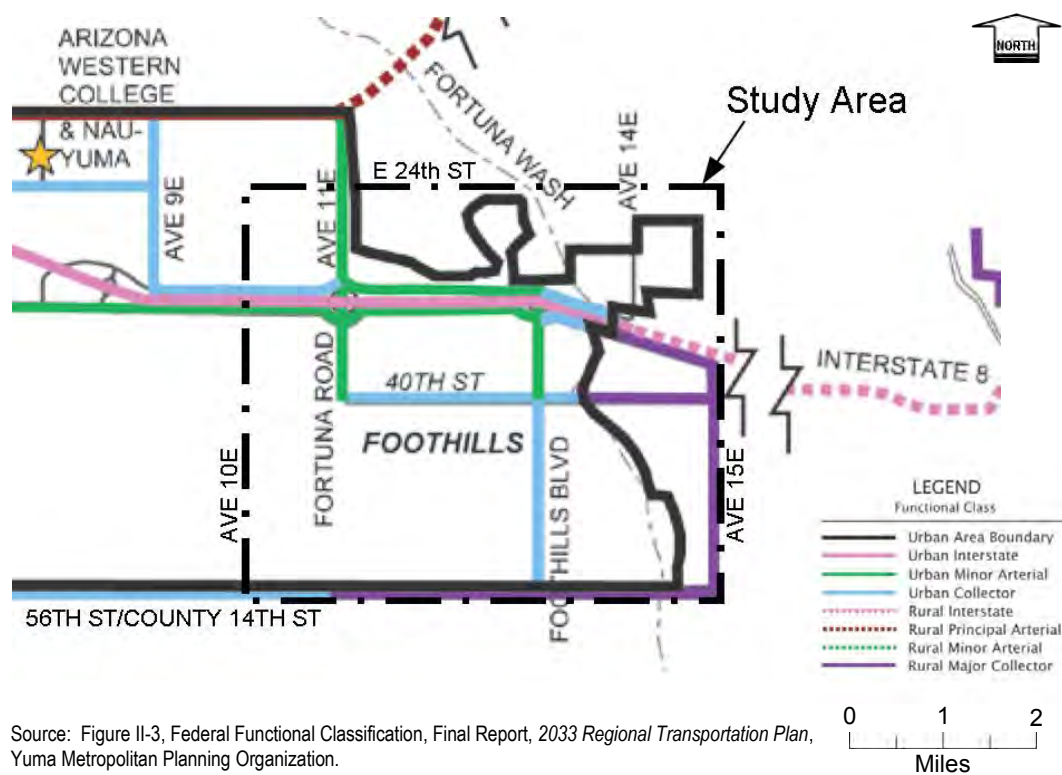 ARIZONA
WESTERN
COLLEGE
& NAU-
YUMA
NORTH
FORTUNA WASH
Study Area
E 24th ST
AVE 14E
AVE 9E
AVE 11E
INTERSTATE 8
40TH ST
FORTUNA ROAD
FOOTHILLS
AVE 10E
FOOTHILLS BLVD
AVE 15E
56TH ST/COUNTY 14TH ST
LEGEND
Functional Class
Urban Area Boundary
Urban Interstate
Urban Minor Arterial
Urban Collector
Rural Interstate
Rural Principal Arterial
Rural Minor Arterial
Rural Major Collector
0 1 2
Miles
Source: Figure II-3, Federal Functional Classification, Final Report, 2033 Regional Transportation Plan,
Yuma Metropolitan Planning Organization.